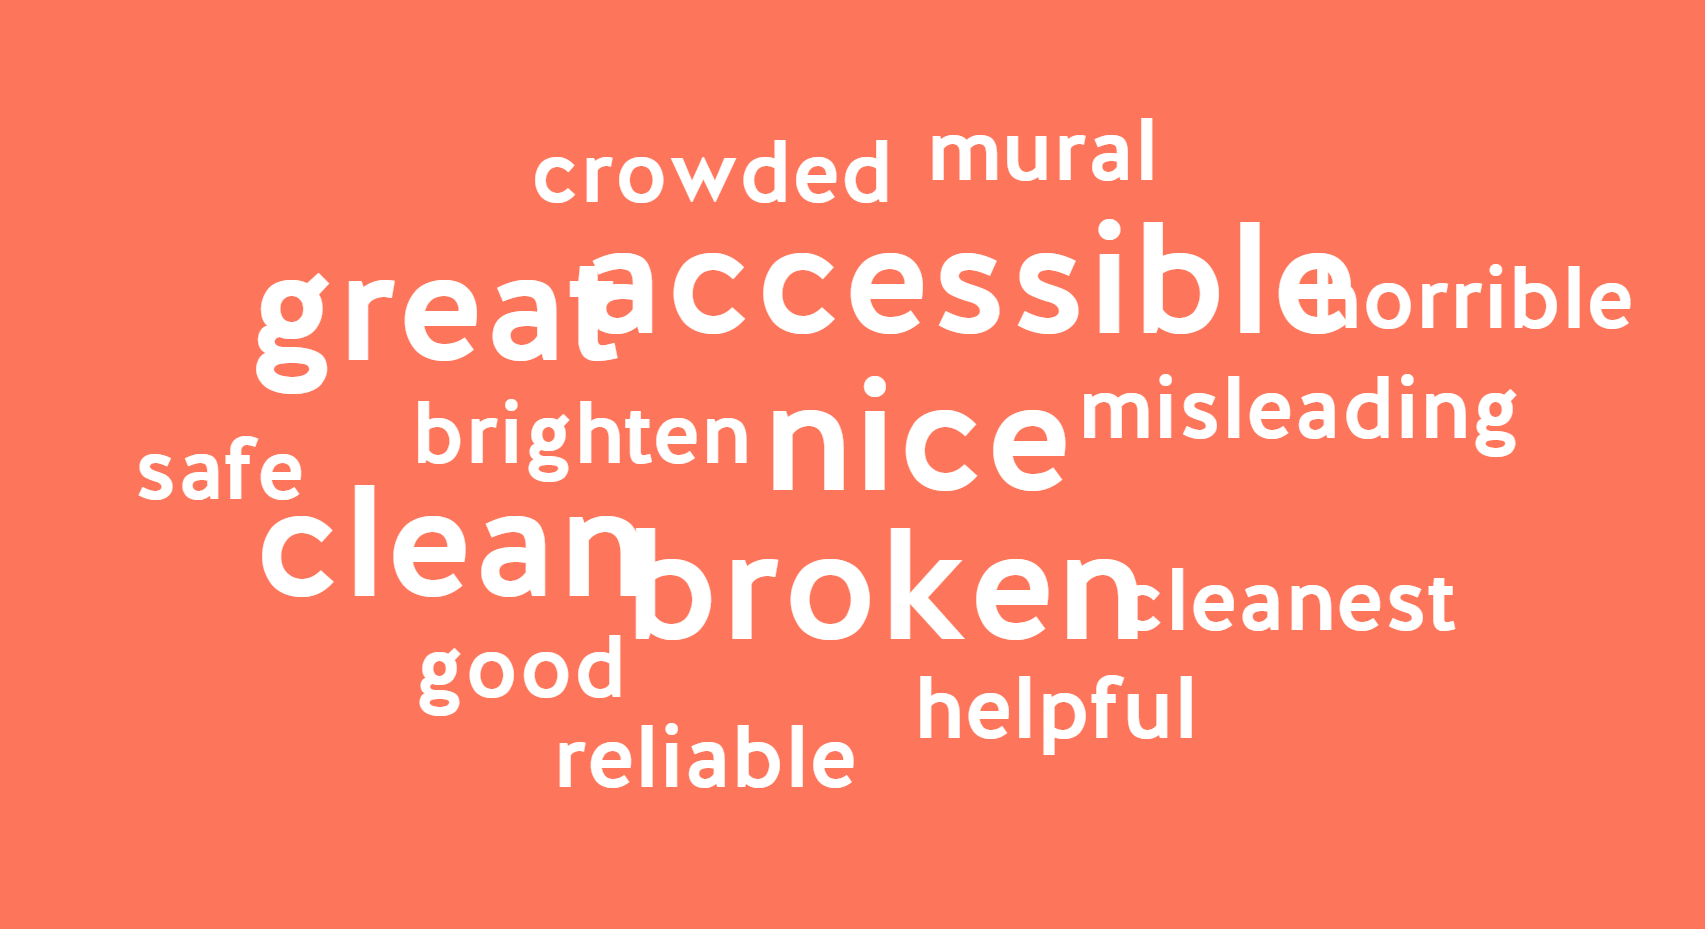 crowded
mural
great
accessible
horrible
brighten
nice
misleading
safe
clean
broken
cleanest
good
helpful
reliable